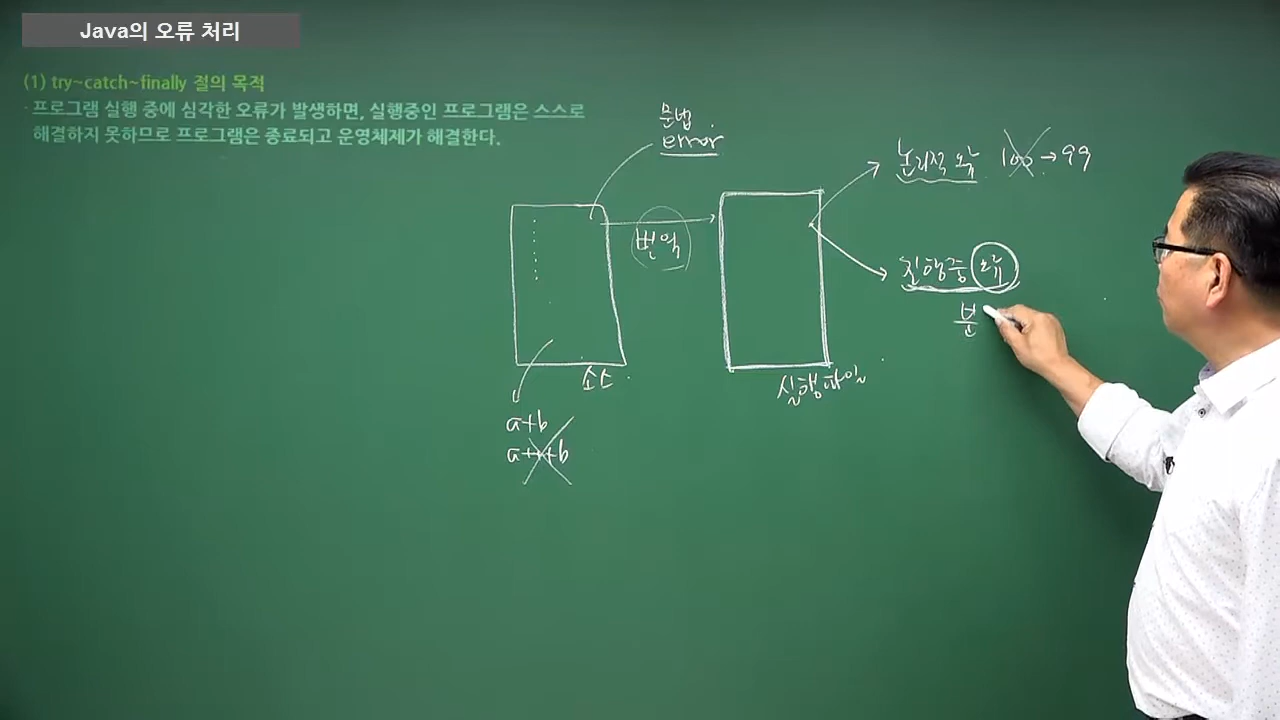 Java의 오류 처리
(1) try~catch~finally 절의 목적
· 프로그램 실행 중에 심각한 오류가 발생하면, 실행중인 프로그램은 스스로
해결하지 못하므로 프로그램은 종료되고 운영체제가 해결한다.
문법
error
번역
소스
실행파일
a+b
a+++b
논리적 오류 100 → 99
실행중 오류
분